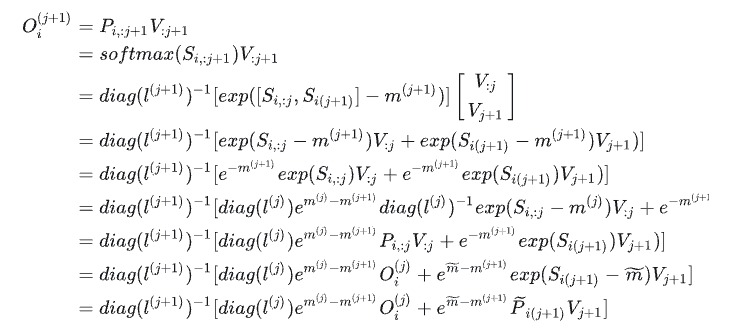 O_i^{(j+1)} = P_{i,:j+1}V_{:j+1}
= softmax(S_{i,:j+1})V_{:j+1}
= diag(l^{(j+1)})^{-1}[exp([S_{i,:j}, S_{i(j+1)}] - m^{(j+1)})] [V_{:j} ; V_{j+1}]
= diag(l^{(j+1)})^{-1}[exp(S_{i,:j} - m^{(j+1)})V_{:j} + exp(S_{i(j+1)} - m^{(j+1)})V_{j+1})]
= diag(l^{(j+1)})^{-1}[e^{-m^{(j+1)}}exp(S_{i,:j})V_{:j} + e^{-m^{(j+1)}}exp(S_{i(j+1)})V_{j+1})]
= diag(l^{(j+1)})^{-1}[diag(l^{(j)})e^{m^{(j)}-m^{(j+1)}}diag(l^{(j)})^{-1}exp(S_{i,:j} - m^{(j)})V_{:j} + e^{-m^{(j+1}}
= diag(l^{(j+1)})^{-1}[diag(l^{(j)})e^{m^{(j)}-m^{(j+1)}}P_{i,:j}V_{:j} + e^{-m^{(j+1)}}exp(S_{i(j+1)})V_{j+1})]
= diag(l^{(j+1)})^{-1}[diag(l^{(j)})e^{m^{(j)}-m^{(j+1)}}O_i^{(j)} + e^{\widetilde{m}-m^{(j+1)}}exp(S_{i(j+1)} - \widetilde{m})V_{j+1}]
= diag(l^{(j+1)})^{-1}[diag(l^{(j)})e^{m^{(j)}-m^{(j+1)}}O_i^{(j)} + e^{\widetilde{m}-m^{(j+1)}}\widetilde{P}_{i(j+1)}V_{j+1}]